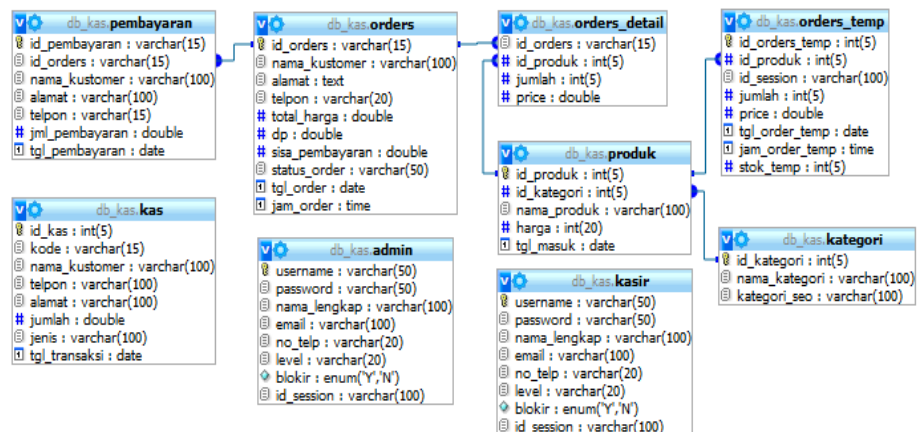 db_kas.pembayaran
id_pembayaran : varchar(15)
id_orders : varchar(15)
nama_kustomer : varchar(100)
alamat : varchar(100)
telpon : varchar(15)
# jml_pembayaran : double
tgl_pembayaran : date
db_kas.orders
id_orders : varchar(15)
nama_kustomer : varchar(100)
alamat : text
telpon : varchar(20)
# total_harga : double
# dp : double
# sisa_pembayaran : double
status_order : varchar(50)
tgl_order : date
jam_order : time
db_kas.orders_detail
id_orders : varchar(15)
# id_produk : int(5)
# jumlah : int(5)
# price : double
db_kas.orders_temp
id_orders_temp : int(5)
# id_produk : int(5)
id_session : varchar(100)
# jumlah : int(5)
# price : double
tgl_order_temp : date
jam_order_temp : time
# stok_temp : int(5)
db_kas.produk
id_produk : int(5)
# id_kategori : int(5)
nama_produk : varchar(100)
# harga : int(20)
tgl_masuk : date
db_kas.kas
id_kas : int(5)
kode : varchar(15)
nama_kustomer : varchar(100)
telpon : varchar(100)
alamat : varchar(100)
# jumlah : double
jenis : varchar(100)
tgl_transaksi : date
db_kas.admin
username : varchar(50)
password : varchar(50)
nama_lengkap : varchar(100)
email : varchar(100)
no_telp : varchar(20)
level : varchar(20)
blokir : enum('Y','N')
id_session : varchar(100)
db_kas.kasir
username : varchar(50)
password : varchar(50)
nama_lengkap : varchar(100)
email : varchar(100)
no_telp : varchar(20)
level : varchar(20)
blokir : enum('Y','N')
id_session : varchar(100)
db_kas.kategori
id_kategori : int(5)
nama_kategori : varchar(100)
kategori_seo : varchar(100)